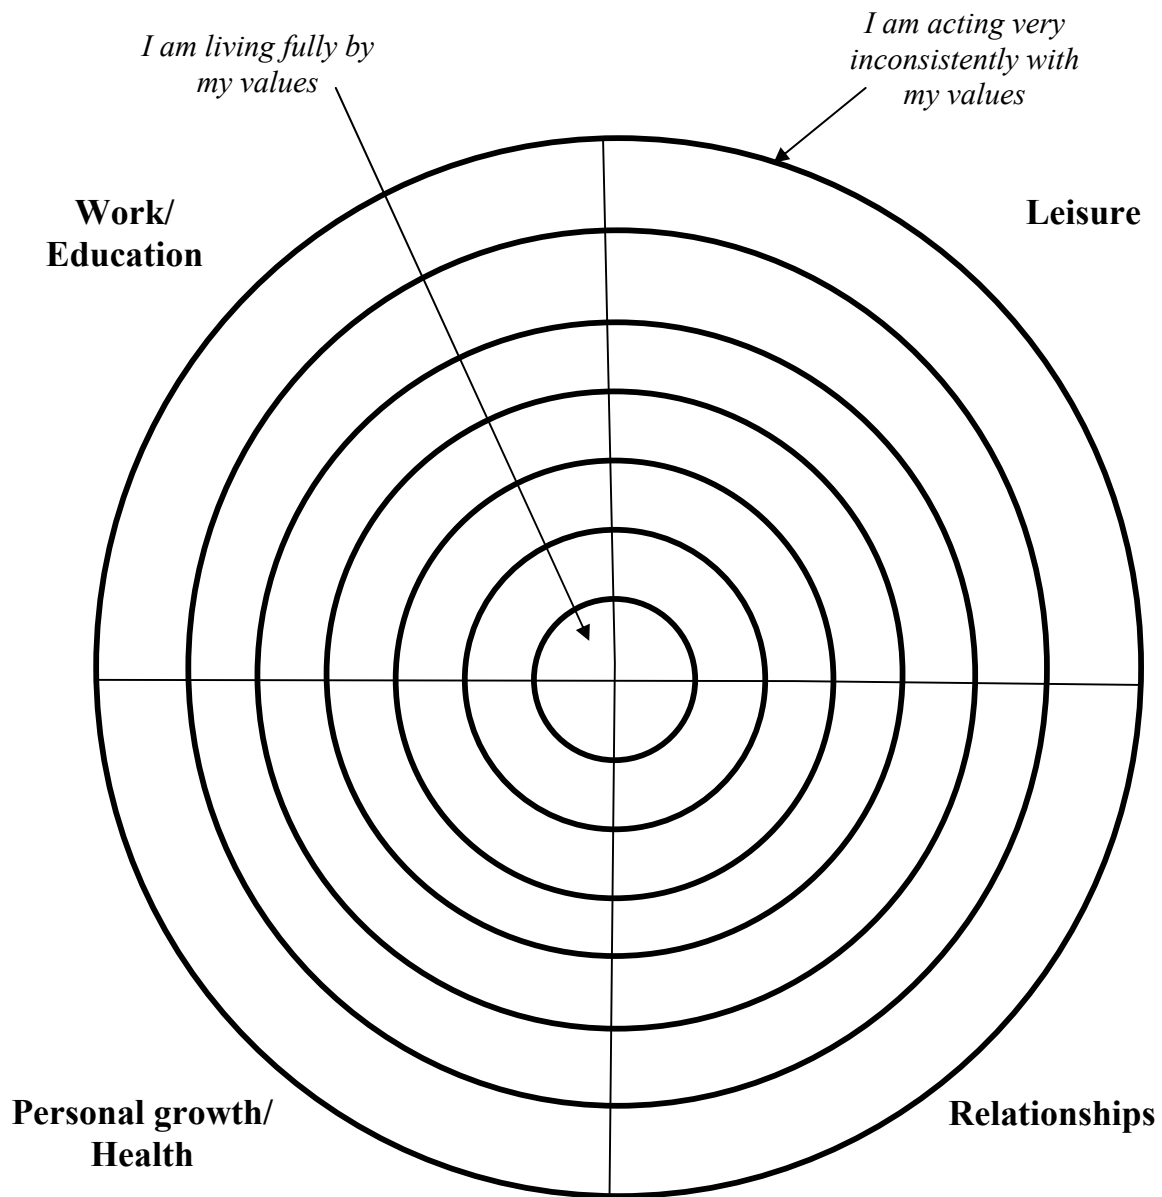 I am living fully by
my values
I am acting very
inconsistently with
my values
Work/
Education
Leisure
Personal growth/
Health
Relationships